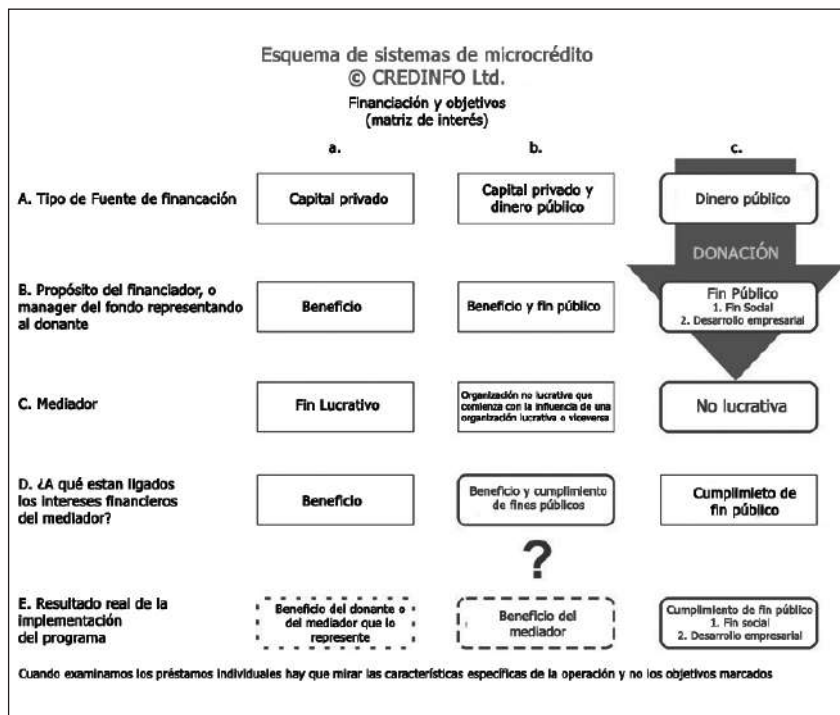 Esquema de sistemas de microcrédito
© CREDINFO Ltd.
Financiación y objetivos
(matriz de interés)
a.
b.
c.
A. Tipo de Fuente de financación
Capital privado
Capital privado y
dinero público
Dinero público
DONACIÓN
B. Propósito del financiador, o
manager del fondo representando
al donante
Beneficio
Beneficio y fin público
Fin Público
1. Fin Social
2. Desarrollo empresarial
C. Mediador
Fin Lucrativo
Organización no lucrative que
comienza con la influencia de una
organización lucrativa o viceversa
No lucrativa
D. ¿A qué estan ligados
los intereses financieros
del mediador?
Beneficio
Beneficio y cumplimiento
de fines públicos
Cumplimieto de
fin público
?
E. Resultado real de la
implementación
del programa
Beneficio del donante o
del mediador que lo
represente
Beneficio del
mediador
Cumplimiento de fin público
1. Fin social
2. Desarrollo empresarial
Cuando examinamos los préstamos individuales hay que mirar las características específicas de la operación y no los objetivos marcados